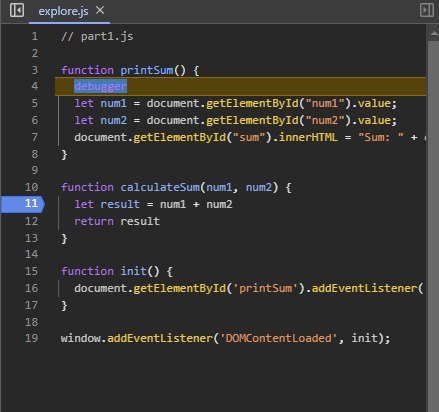 explore.js ×
1 // part1.js
2
3 function printSum() {
4 debugger
5 let num1 = document.getElementById("num1").value;
6 let num2 = document.getElementById("num2").value;
7 document.getElementById("sum").innerHTML = "Sum: " +
8 }
9
10 function calculateSum(num1, num2) {
11 let result = num1 + num2
12 return result
13 }
14
15 function init() {
16 document.getElementById('printSum').addEventListener(
17 }
18
19 window.addEventListener('DOMContentLoaded', init);